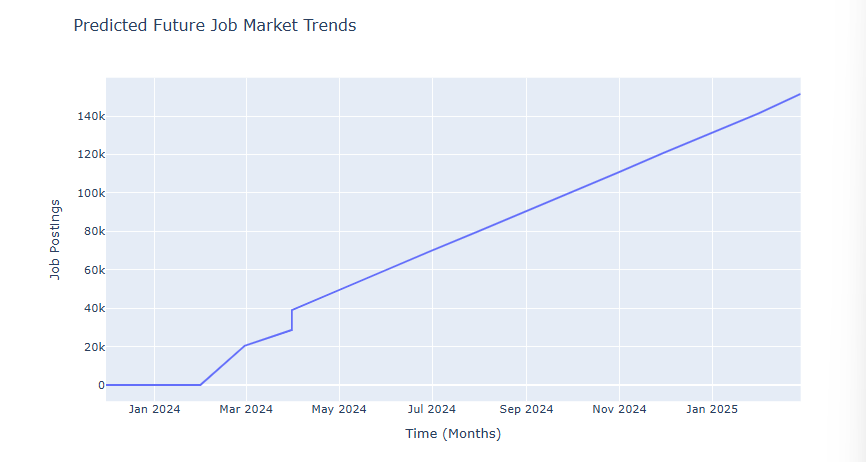 Predicted Future Job Market Trends
140k
120k
100k
80k
60k
40k
20k
0
Job Postings
Jan 2024 Mar 2024 May 2024 Jul 2024 Sep 2024 Nov 2024 Jan 2025
Time (Months)